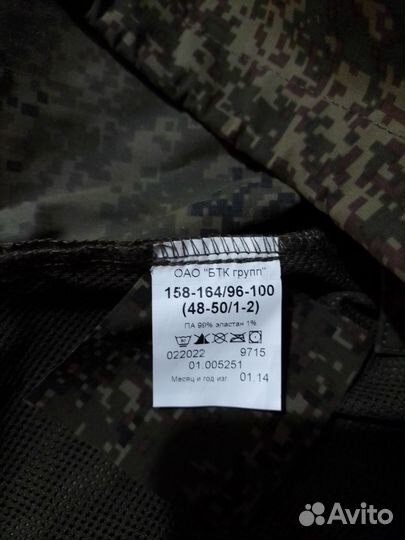 ОАО "БТК групп"
158-164/96-100
(48-50/1-2)
ПА 99% эластан 1%
022022 9715
01.005251
Месяц и год изг. 01.14
Avito